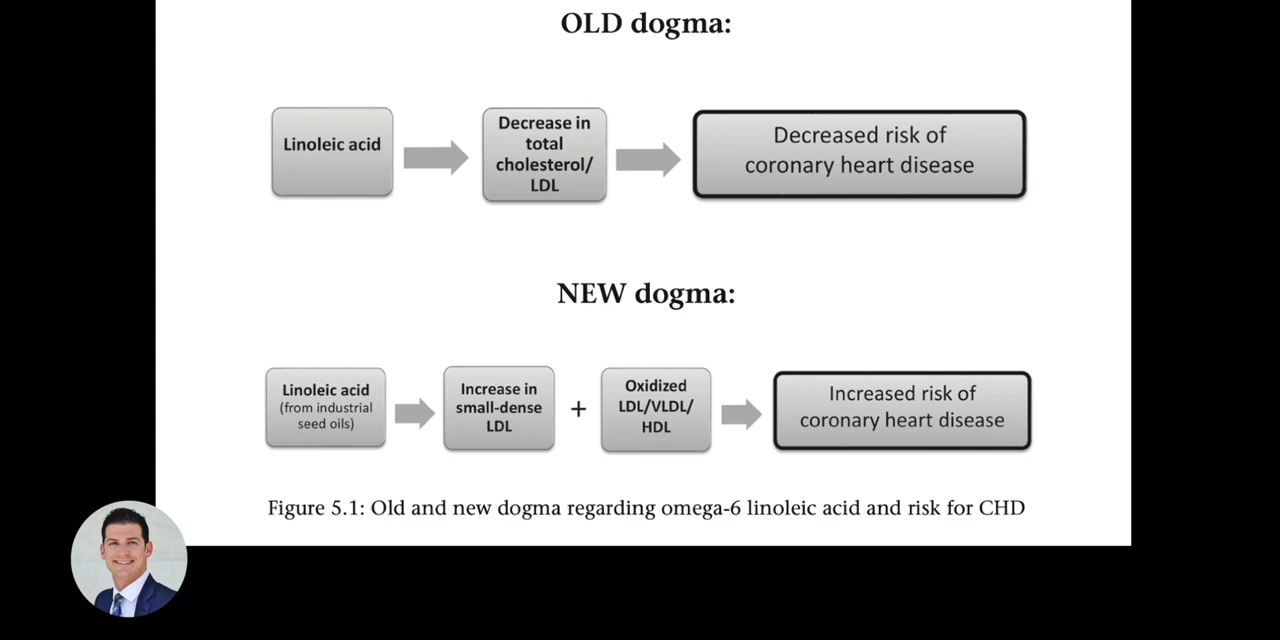 OLD dogma:
Linoleic acid
Decrease in
total
cholesterol/
LDL
Decreased risk of
coronary heart disease
NEW dogma:
Linoleic acid
(from industrial
seed oils)
Increase in
small-dense
LDL
+
Oxidized
LDL/VLDL/
HDL
Increased risk of
coronary heart disease
Figure 5.1: Old and new dogma regarding omega-6 linoleic acid and risk for CHD